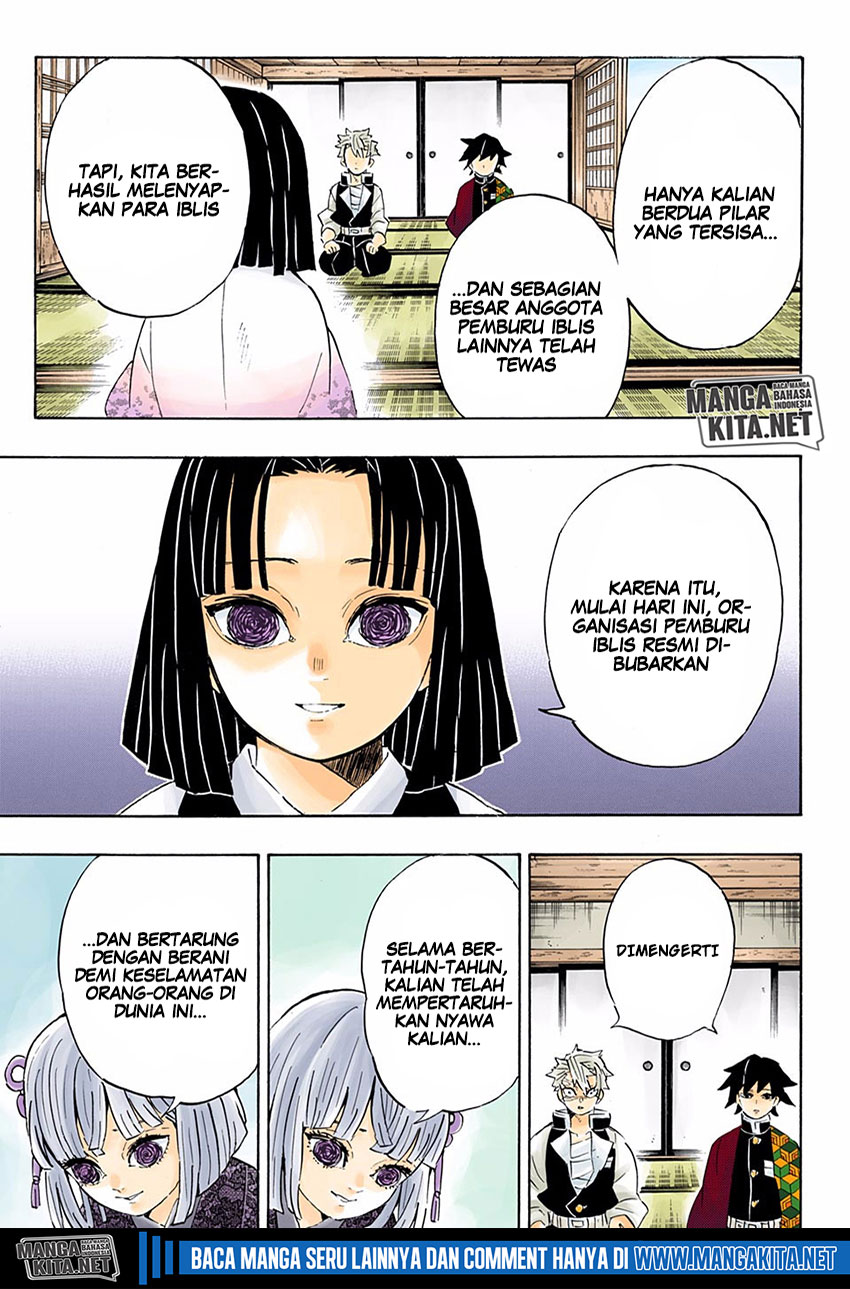 HANYA KALIAN
BERDUA PILAR
YANG TERSISA...
...DAN SEBAGIAN
BESAR ANGGOTA
PEMBURU IBLIS
LAINNYA TELAH
TEWAS
TAPI, KITA BER-
HASIL MELENYAP-
KAN PARA IBLIS
MANGA
BACA MANGA
BAHASA
INDONESIA
KITA.NET
KARENA ITU,
MULAI HARI INI, OR-
GANISASI PEMBURU
IBLIS RESMI DI-
BUBARKAN
DIMENGERTI
SELAMA BER-
TAHUN-TAHUN,
KALIAN TELAH
MEMPERTARUH-
KAN NYAWA
KALIAN...
...DAN BERTARUNG
DENGAN BERANI
DEMI KESELAMATAN
ORANG-ORANG DI
DUNIA INI...
MANGA
BACA MANGA
BAHASA
INDONESIA
KITA.NET
BACA MANGA SERU LAINNYA DAN COMMENT HANYA DI WWW.MANGAKITA.NET